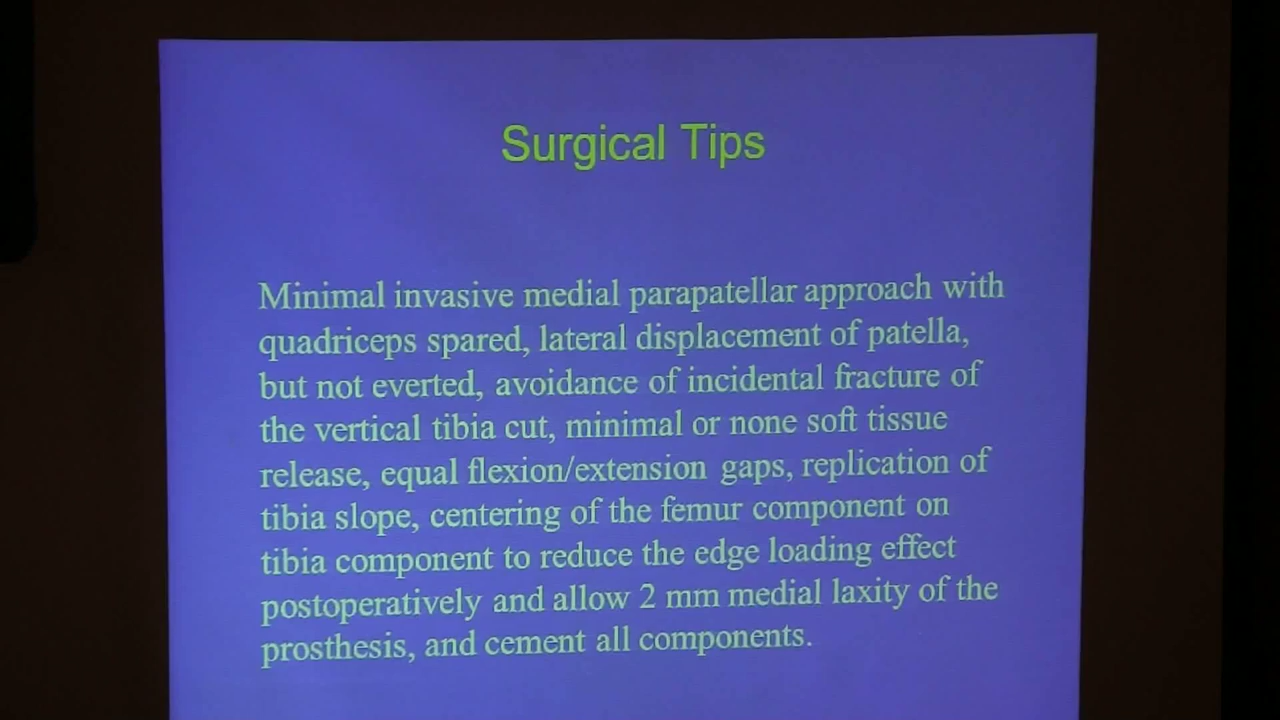 Surgical Tips
Minimal invasive medial parapatellar approach with
quadriceps spared, lateral displacement of patella,
but not everted, avoidance of incidental fracture of
the vertical tibia cut, minimal or none soft tissue
release, equal flexion/extension gaps, replication of
tibia slope, centering of the femur component on
tibia component to reduce the edge loading effect
postoperatively and allow 2 mm medial laxity of the
prosthesis, and cement all components.